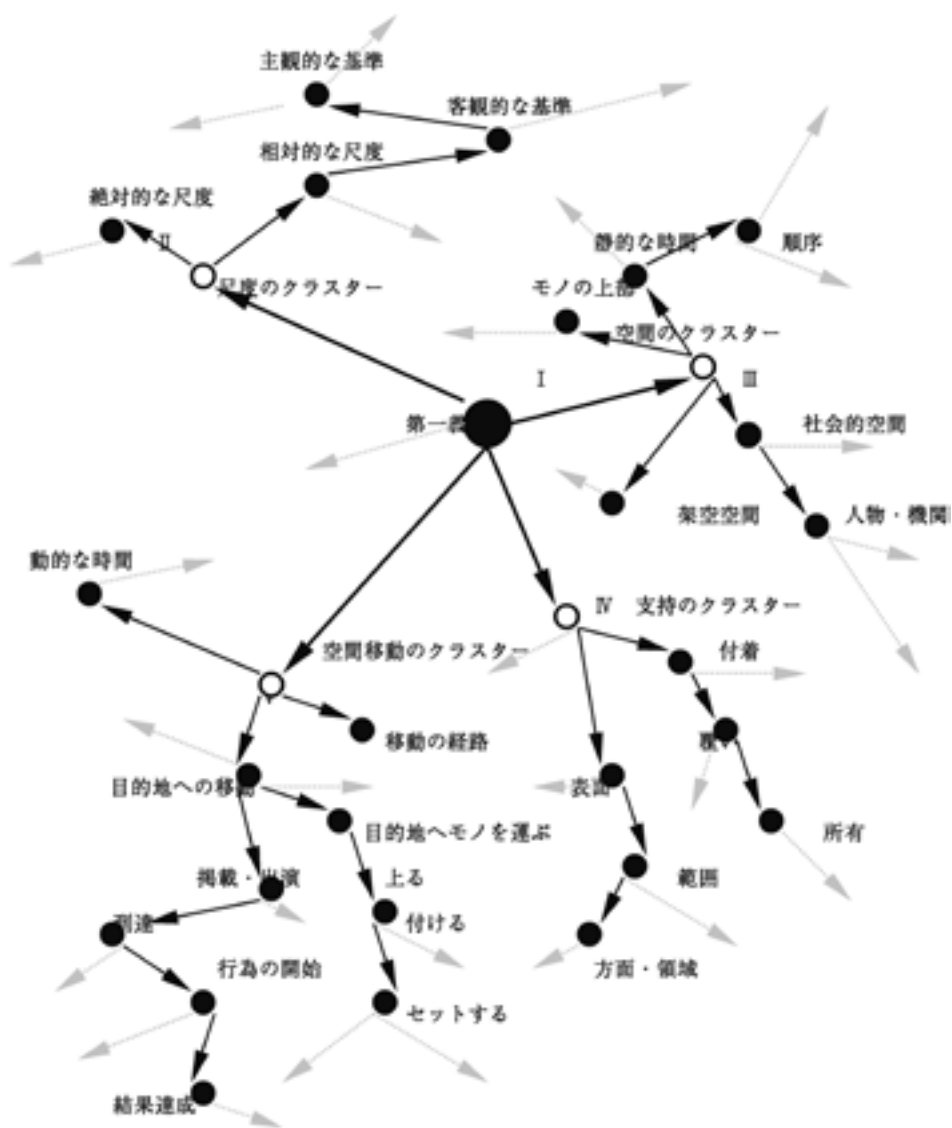 主観的な基準
客観的な基準
相対的な尺度
絶対的な尺度
Ⅱ
静的な時間
順序
尺度のクラスター
モノの上部
空間のクラスター
Ⅰ
Ⅲ
第一義
社会的空間
架空空間
人物・機関
動的な時間
Ⅳ 支持のクラスター
空間移動のクラスター
付着
移動の経路
目的地への移動
表面
目的地へモノを運ぶ
所有
掲載・出演
上る
範囲
到達
付ける
行為の開始
方面・領域
セットする
結果達成